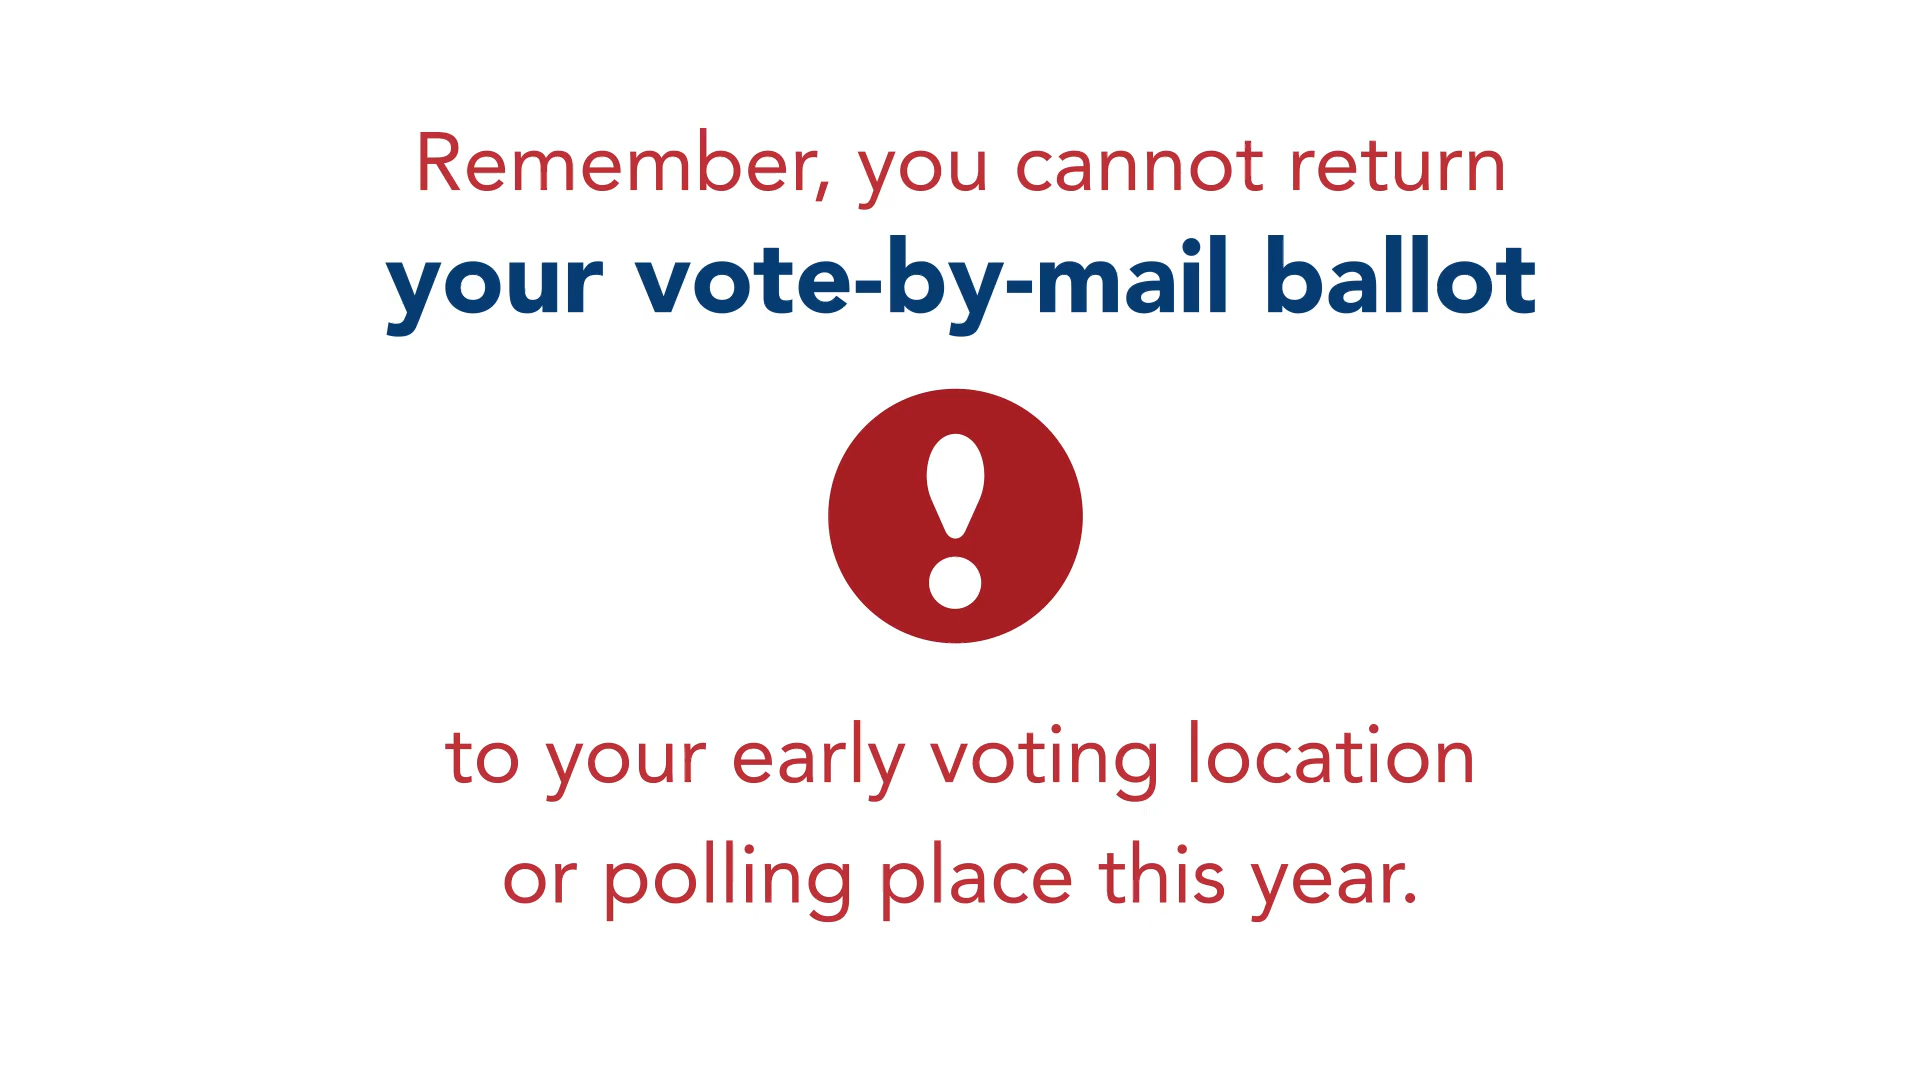 Remember, you cannot return
your vote-by-mail ballot
!
to your early voting location
or polling place this year.